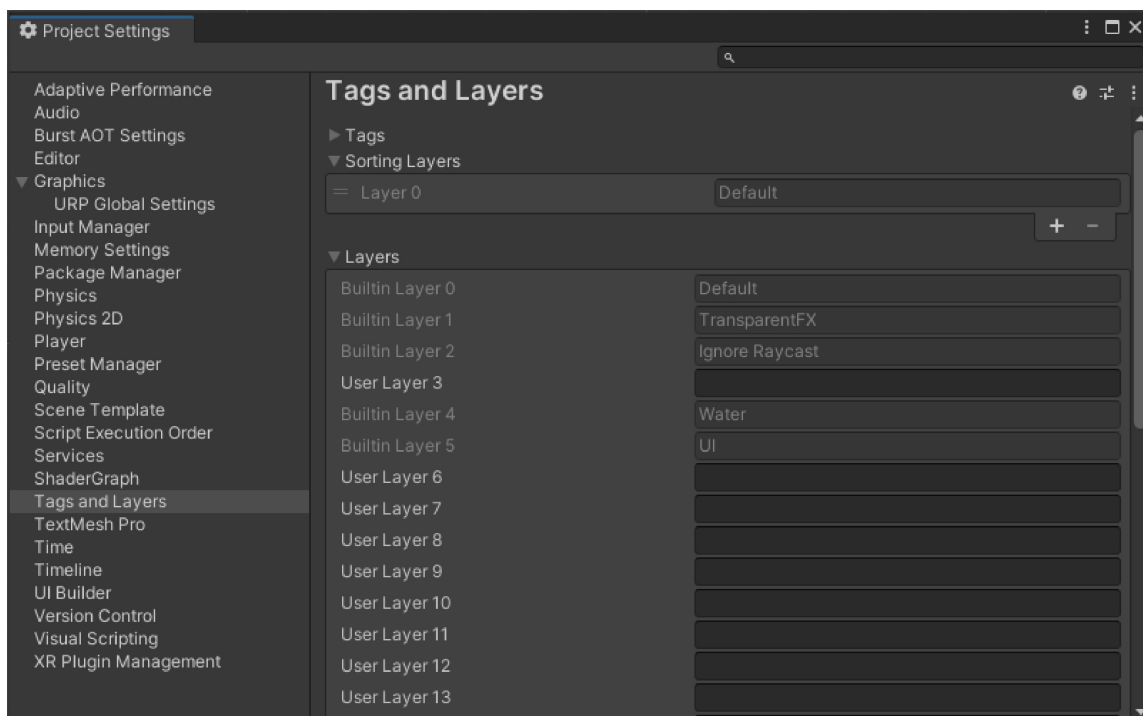 Project Settings
Adaptive Performance
Audio
Burst AOT Settings
Editor
Graphics
URP Global Settings
Input Manager
Memory Settings
Package Manager
Physics
Physics 2D
Player
Preset Manager
Quality
Scene Template
Script Execution Order
Services
ShaderGraph
Tags and Layers
TextMesh Pro
Time
Timeline
UI Builder
Version Control
Visual Scripting
XR Plugin Management
Tags and Layers
Tags
Sorting Layers
Layer 0 Default
Layers
Builtin Layer 0 Default
Builtin Layer 1 TransparentFX
Builtin Layer 2 Ignore Raycast
User Layer 3
Builtin Layer 4 Water
Builtin Layer 5 UI
User Layer 6
User Layer 7
User Layer 8
User Layer 9
User Layer 10
User Layer 11
User Layer 12
User Layer 13